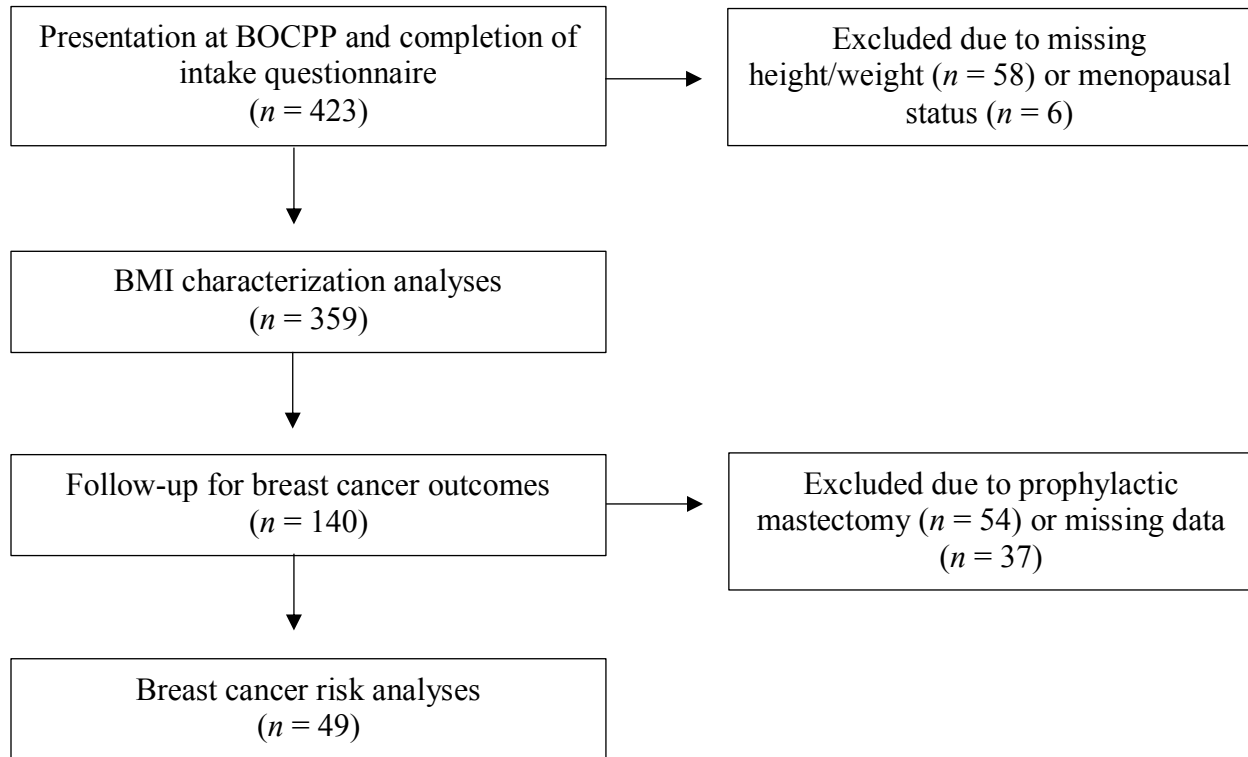 Presentation at BOCPP and completion of
intake questionnaire
(n = 423)
Excluded due to missing
height/weight (n = 58) or menopausal
status (n = 6)
BMI characterization analyses
(n = 359)
Follow-up for breast cancer outcomes
(n = 140)
Excluded due to prophylactic
mastectomy (n = 54) or missing data
(n = 37)
Breast cancer risk analyses
(n = 49)